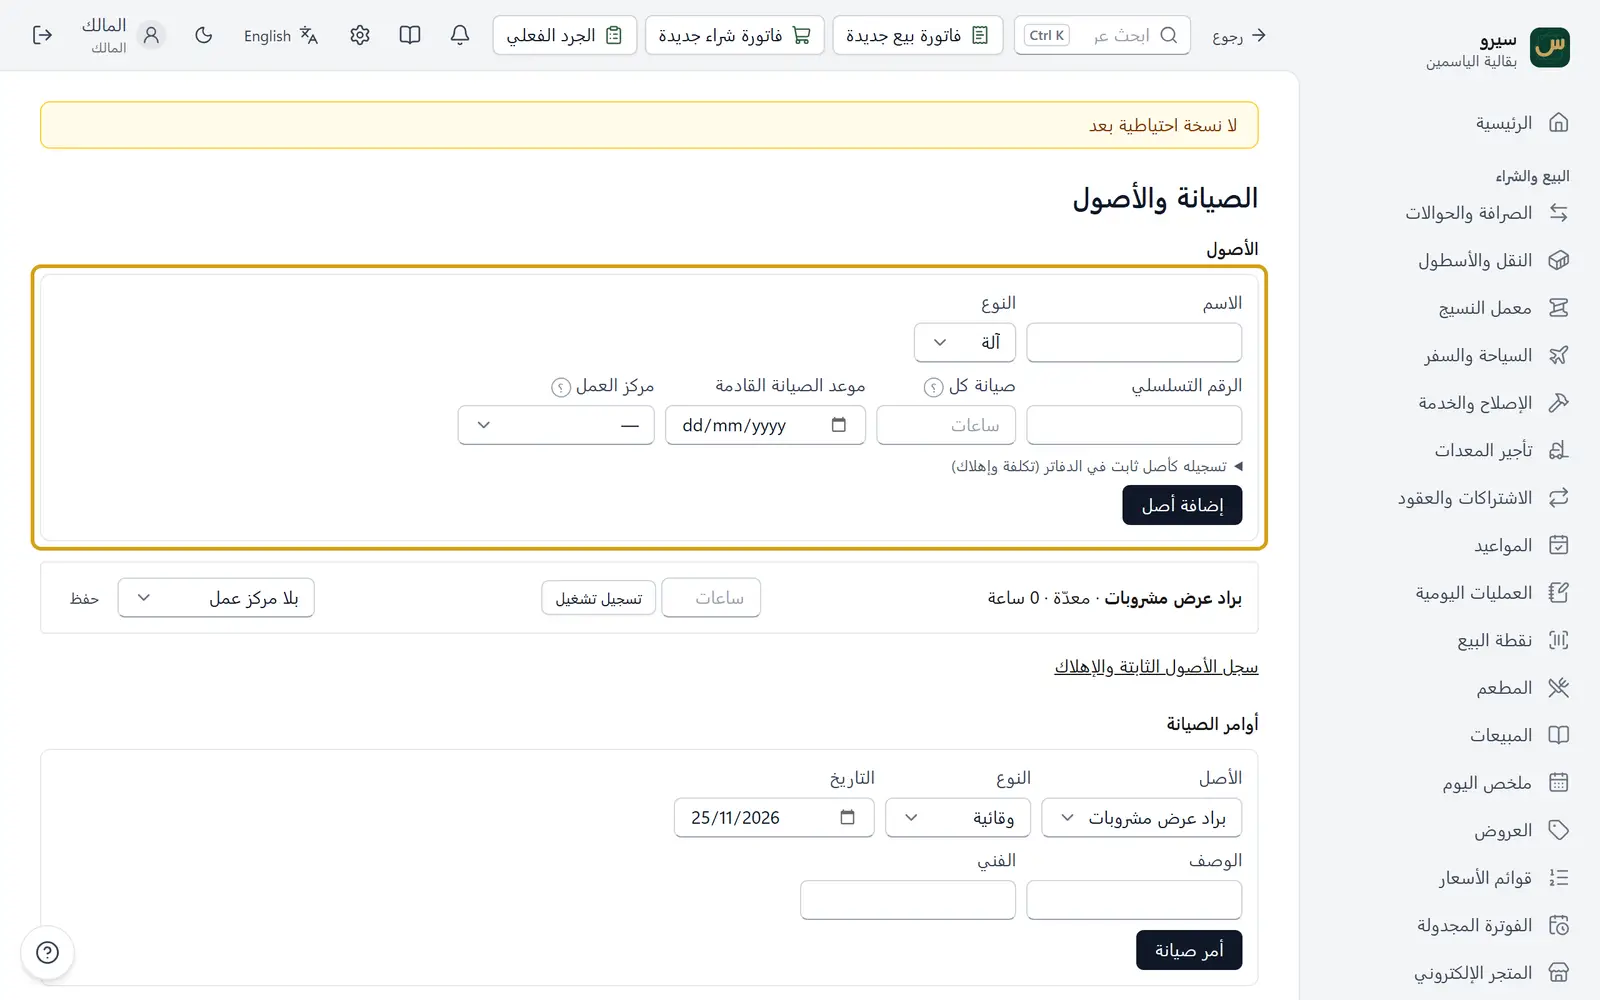 سيرو
بقالية الياسمين
رجوع
ابحث عن
Ctrl K
فاتورة بيع جديدة
فاتورة شراء جديدة
الجرد الفعلي
English
المالك
المالك
الرئيسية
البيع والشراء
الصرافة والحوالات
النقل والأسطول
معمل النسيج
السياحة والسفر
الإصلاح والخدمة
تأجير المعدات
الاشتراكات والعقود
المواعيد
العمليات اليومية
نقطة البيع
المطعم
المبيعات
ملخص اليوم
العروض
قوائم الأسعار
الفوترة المجدولة
المتجر الإلكتروني
لا نسخة احتياطية بعد
الصيانة والأصول
الأصول
الاسم
النوع
آلة
الرقم التسلسلي
صيانة كل ؟
موعد الصيانة القادمة
مركز العمل ؟
ساعات
dd/mm/yyyy
—
تسجيله كأصل ثابت في الدفاتر (تكلفة وإهلاك)
إضافة أصل
براد عرض مشروبات · معدّة · 0 ساعة
ساعات
تسجيل تشغيل
بلا مركز عمل
حفظ
سجل الأصول الثابتة والإهلاك
أوامر الصيانة
الأصل
النوع
التاريخ
براد عرض مشروبات
وقائية
25/11/2026
الوصف
الفني
أمر صيانة